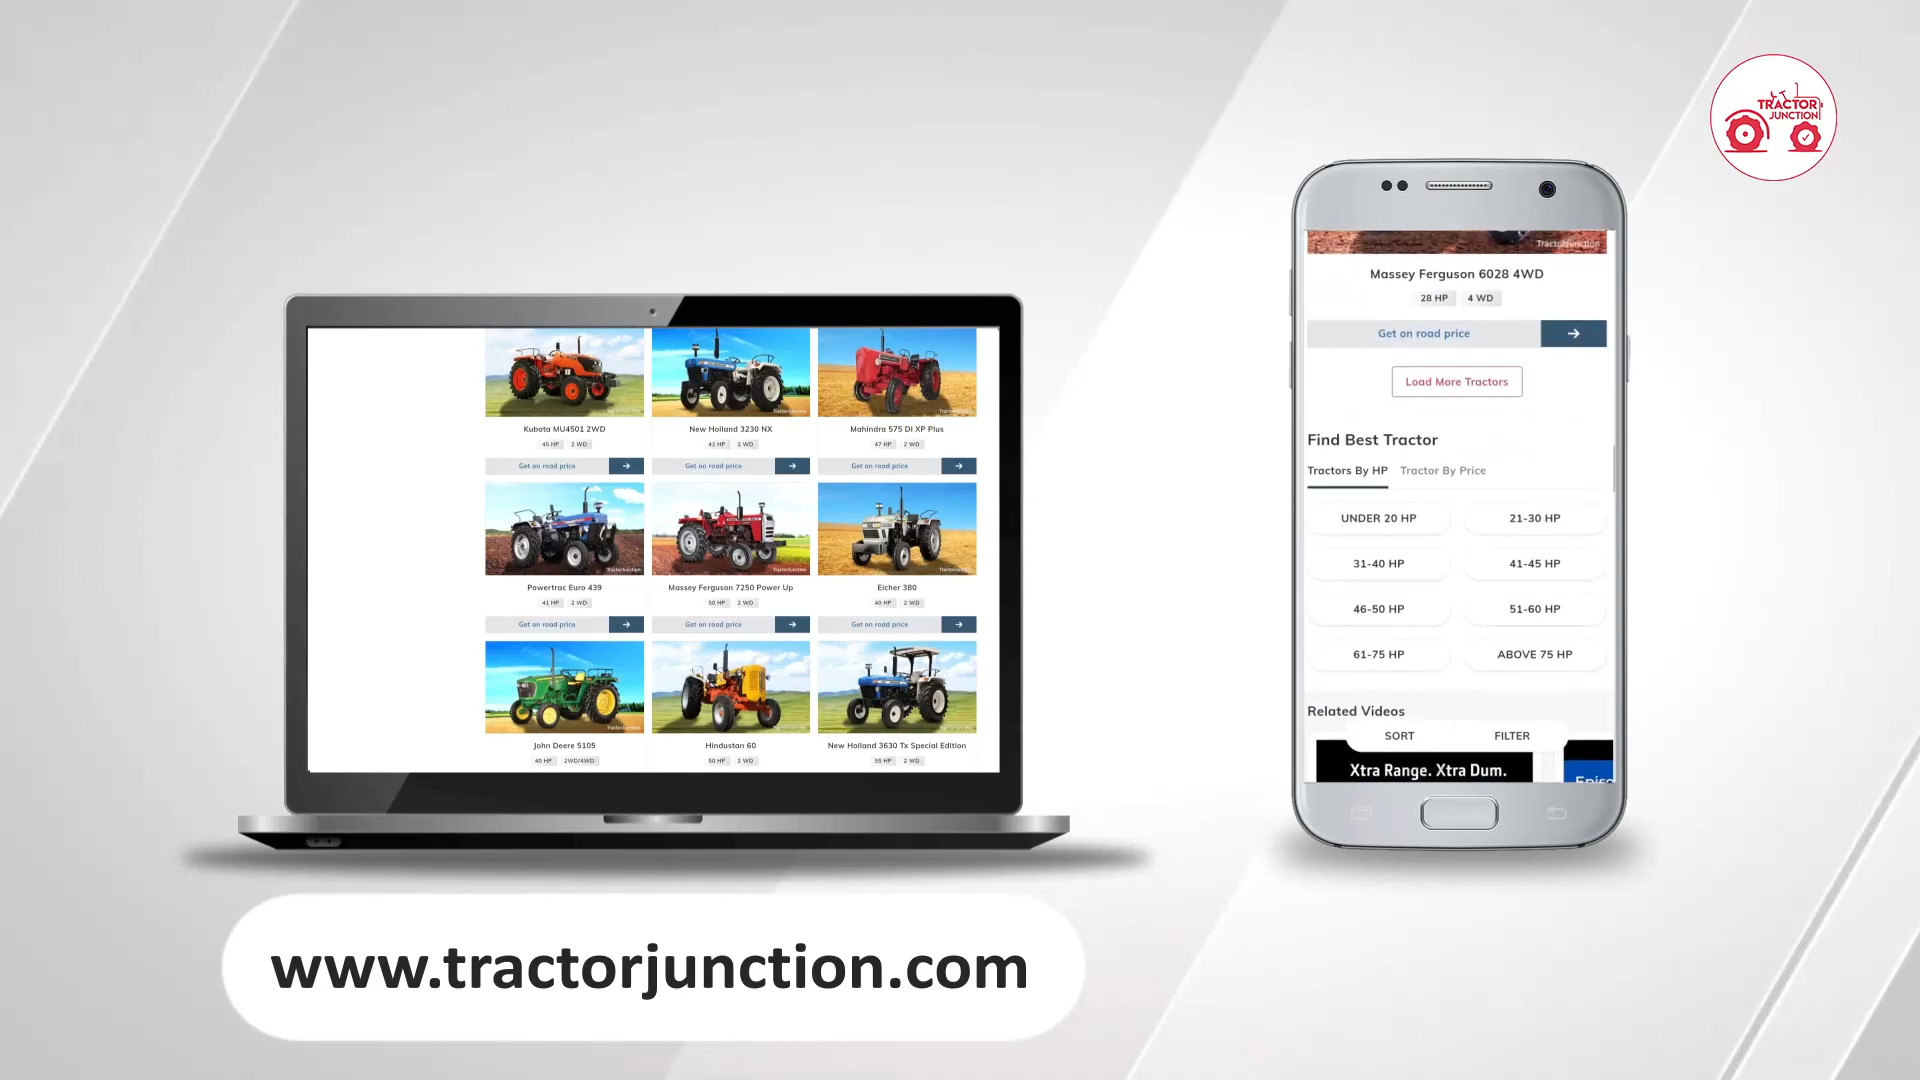 TRACTOR
JUNCTION
Kubota MU4501 2WD
45 HP 2 WD
Get on road price
New Holland 3230 NX
42 HP 2 WD
Get on road price
Mahindra 575 DI XP Plus
47 HP 2 WD
Get on road price
Powertrac Euro 439
41 HP 2 WD
Get on road price
Massey Ferguson 7250 Power Up
50 HP 2 WD
Get on road price
Eicher 380
40 HP 2 WD
Get on road price
John Deere 5105
40 HP 2WD/4WD
Hindustan 60
50 HP 2 WD
New Holland 3630 Tx Special Edition
55 HP 2 WD
TractorJunction
Massey Ferguson 6028 4WD
28 HP 4 WD
Get on road price
Load More Tractors
Find Best Tractor
Tractors By HP Tractor By Price
UNDER 20 HP 21-30 HP
31-40 HP 41-45 HP
46-50 HP 51-60 HP
61-75 HP ABOVE 75 HP
Related Videos
SORT FILTER
Xtra Range. Xtra Dum.
www.tractorjunction.com